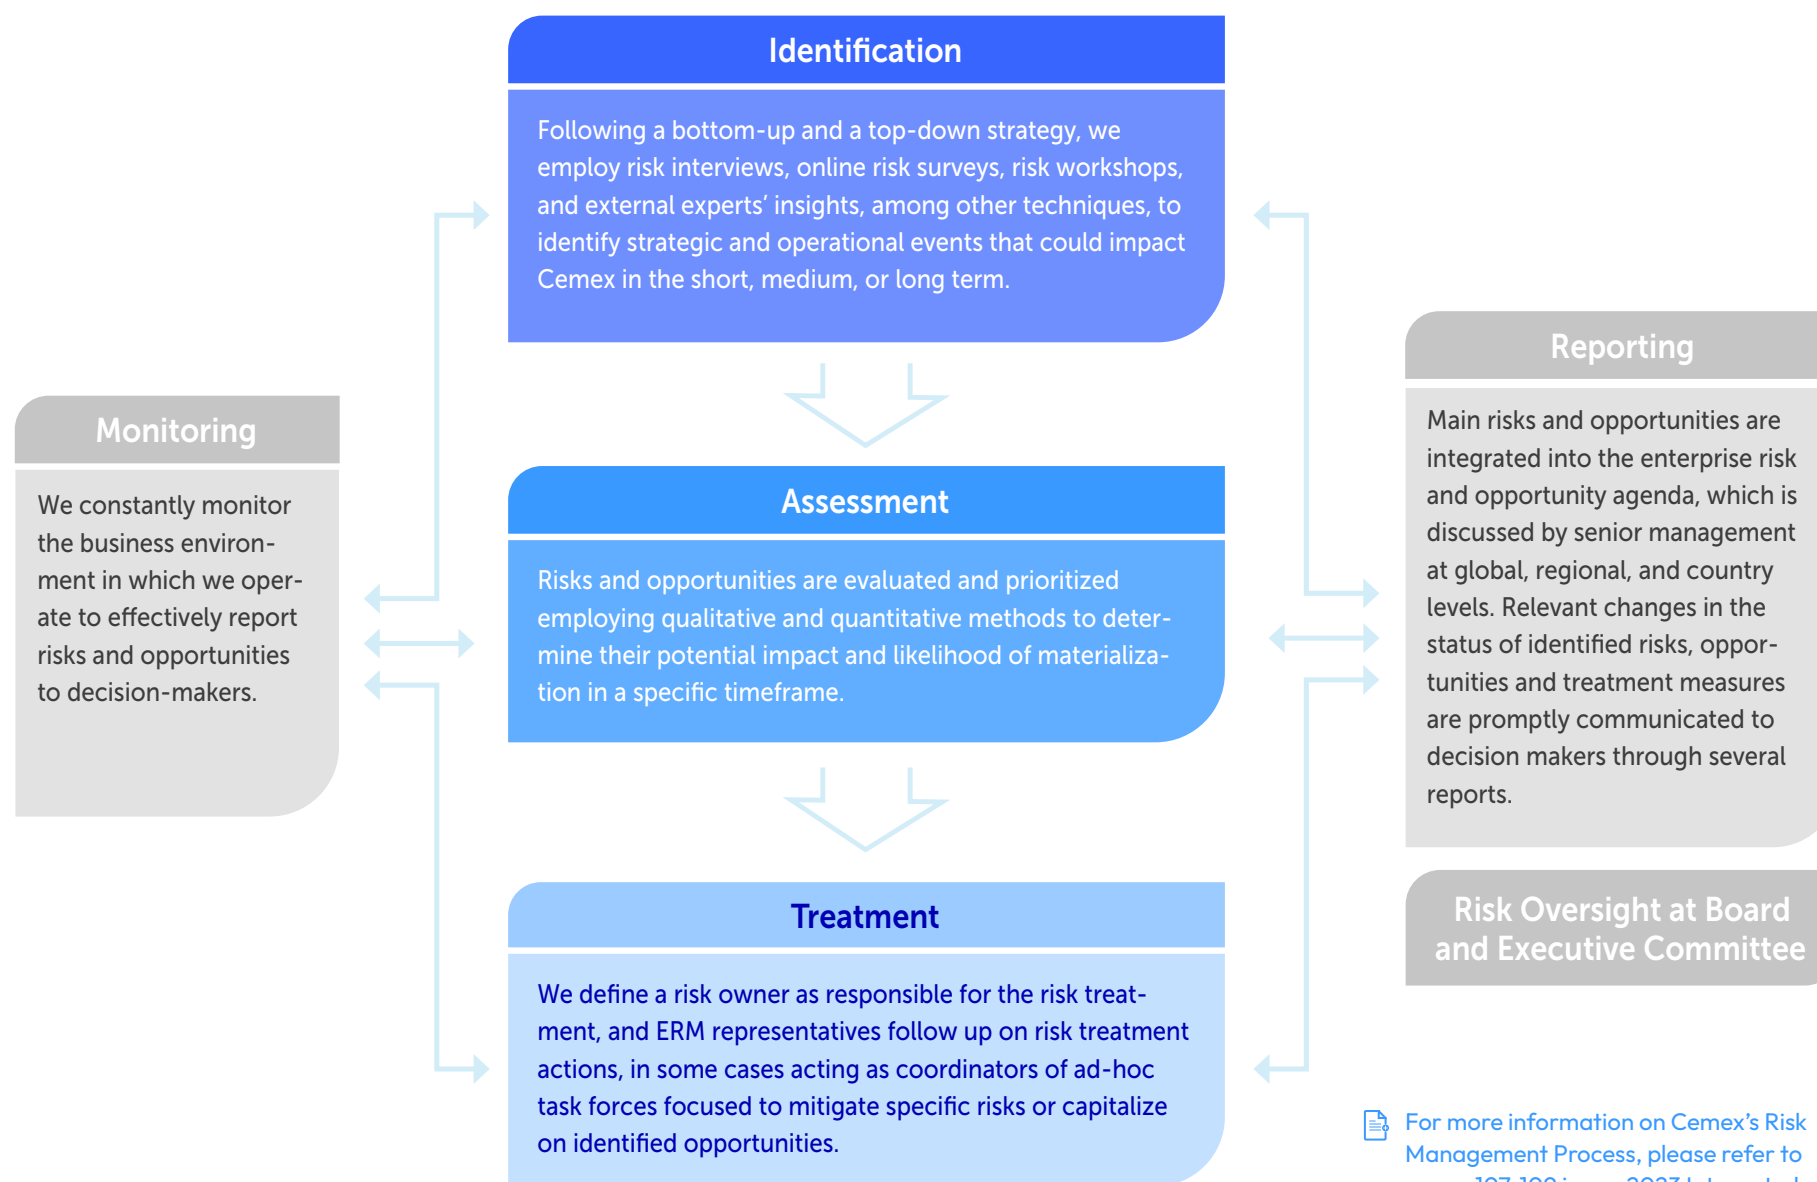 Identification
Following a bottom-up and a top-down strategy, we
employ risk interviews, online risk surveys, risk workshops,
and external experts’ insights, among other techniques, to
identify strategic and operational events that could impact
Cemex in the short, medium, or long term.
Monitoring
We constantly monitor
the business environ-
ment in which we oper-
ate to effectively report
risks and opportunities
to decision-makers.
Assessment
Risks and opportunities are evaluated and prioritized
employing qualitative and quantitative methods to deter-
mine their potential impact and likelihood of materializa-
tion in a specific timeframe.
Treatment
We define a risk owner as responsible for the risk treat-
ment, and ERM representatives follow up on risk treatment
actions, in some cases acting as coordinators of ad-hoc
task forces focused to mitigate specific risks or capitalize
on identified opportunities.
Reporting
Main risks and opportunities are
integrated into the enterprise risk
and opportunity agenda, which is
discussed by senior management
at global, regional, and country
levels. Relevant changes in the
status of identified risks, oppor-
tunities and treatment measures
are promptly communicated to
decision makers through several
reports.
Risk Oversight at Board
and Executive Committee
For more information on Cemex’s Risk
Management Process, please refer to
2023